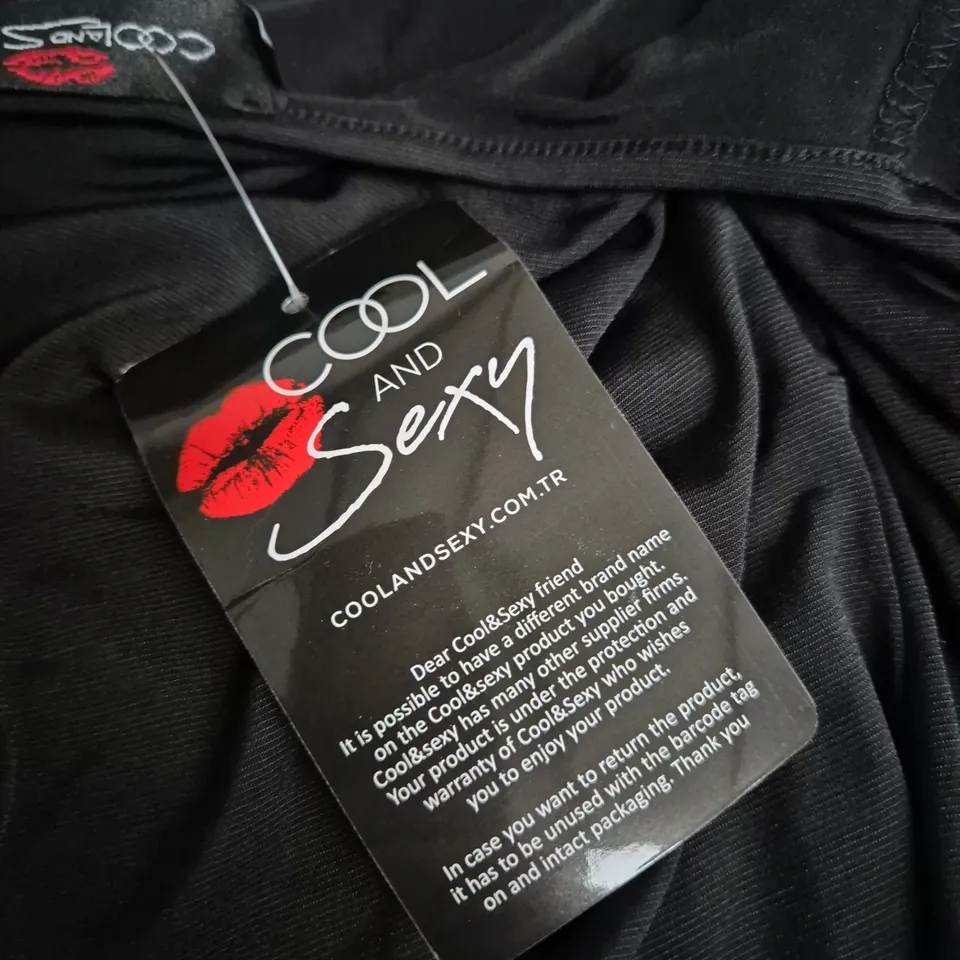 COOL AND S
COOL
AND
Sexy
COOLANDSEXY.COM.TR
Dear Cool&Sexy friend
It is possible to have a different brand name
on the Cool&sexy product you bought.
Cool&sexy has many other supplier firms.
Your product is under the protection and
warranty of Cool&Sexy who wishes
you to enjoy your product.
In case you want to return the product,
it has to be unused with the barcode tag
on and intact packaging. Thank you